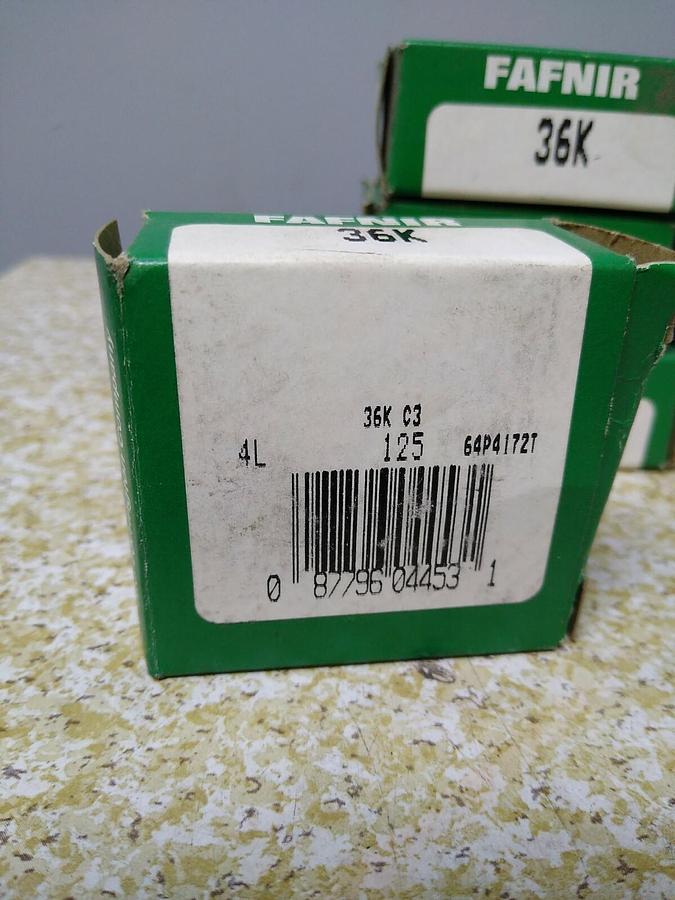 FAFNIR
36K
FAFNIR
36K
36K C3
4L 125 64P4172T
0 87796 04453 1